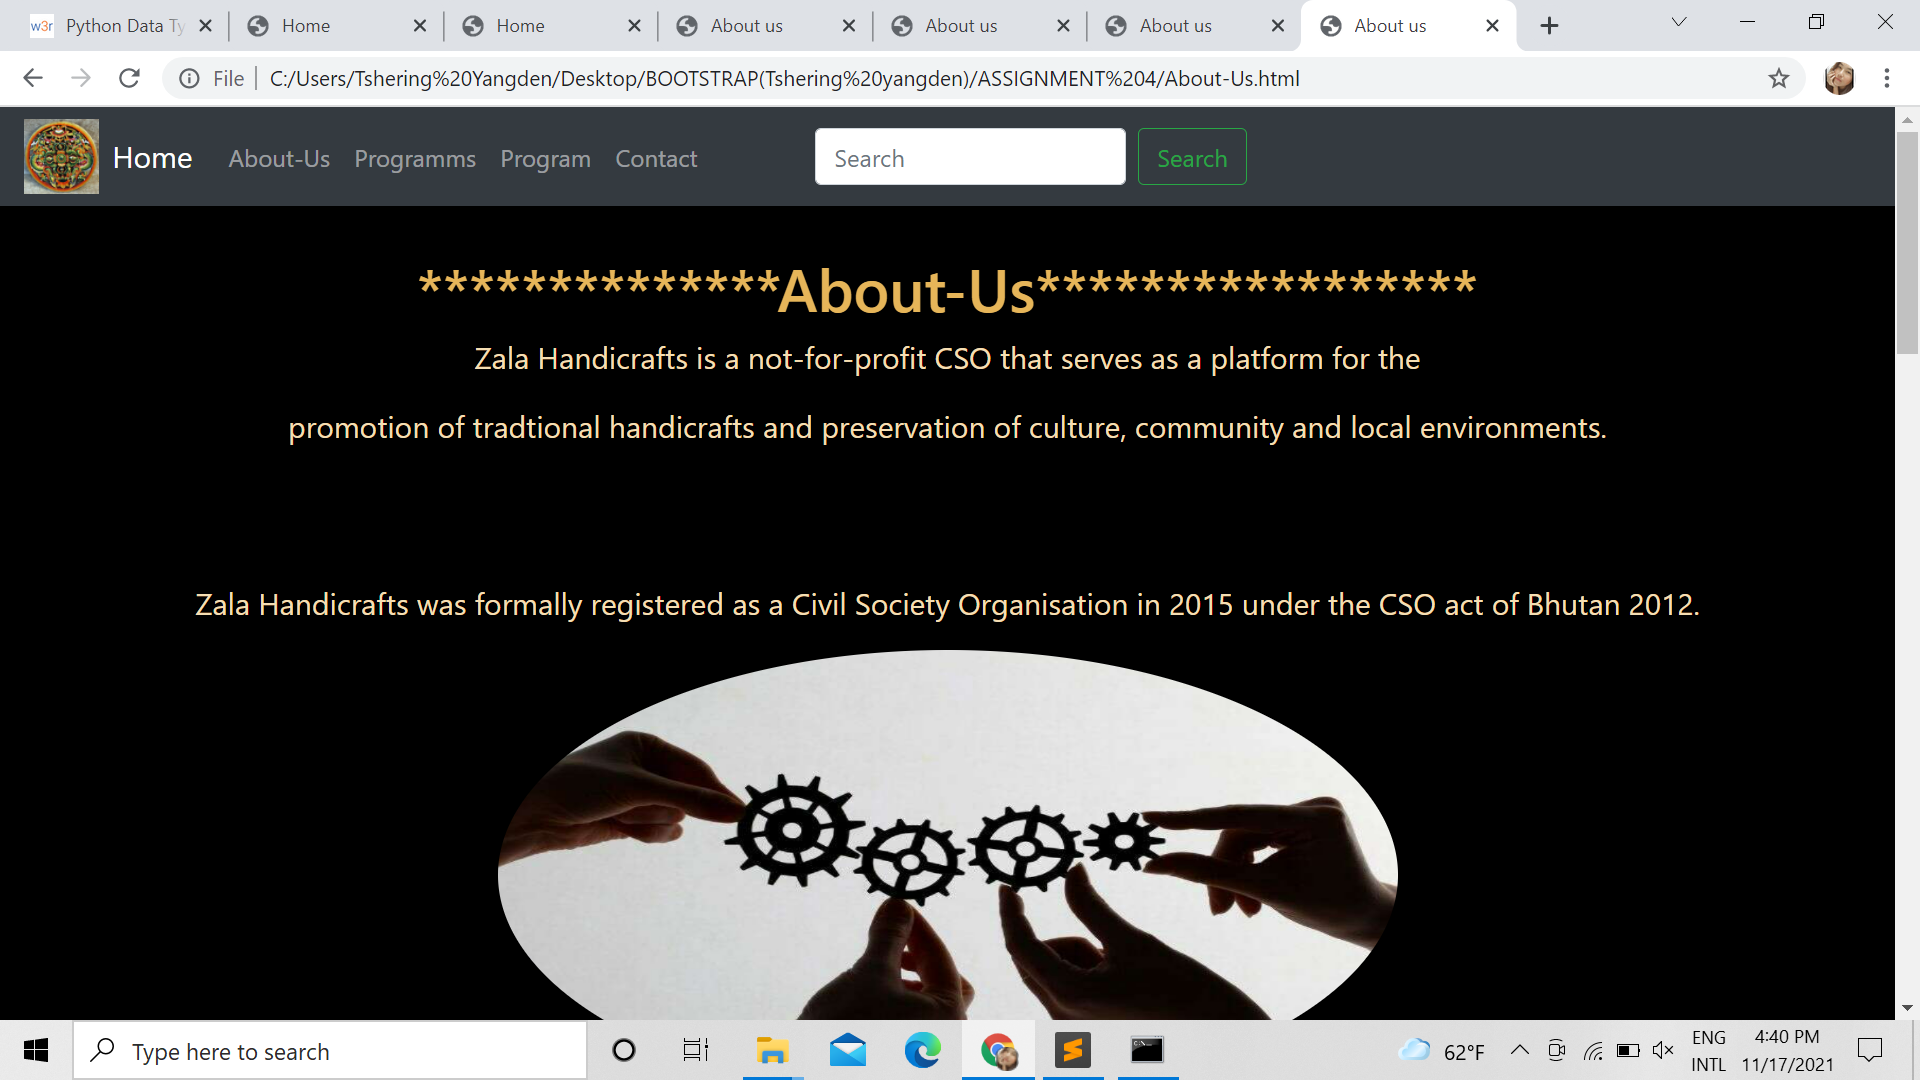 w3r Python Data Ty Home Home About us About us About us About us
File C:/Users/Tshering%20Yangden/Desktop/BOOTSTRAP(Tshering%20yangden)/ASSIGNMENT%204/About-Us.html
Home About-Us Programms Program Contact Search Search
**************About-Us*****************
Zala Handicrafts is a not-for-profit CSO that serves as a platform for the
promotion of tradtional handicrafts and preservation of culture, community and local environments.
Zala Handicrafts was formally registered as a Civil Society Organisation in 2015 under the CSO act of Bhutan 2012.
Type here to search 62°F ENG 4:40 PM
INTL 11/17/2021